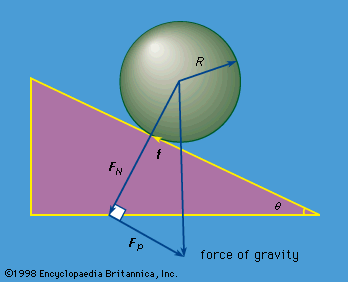 R
f
F_N
θ
F_P
force of gravity
©1998 Encyclopaedia Britannica, Inc.